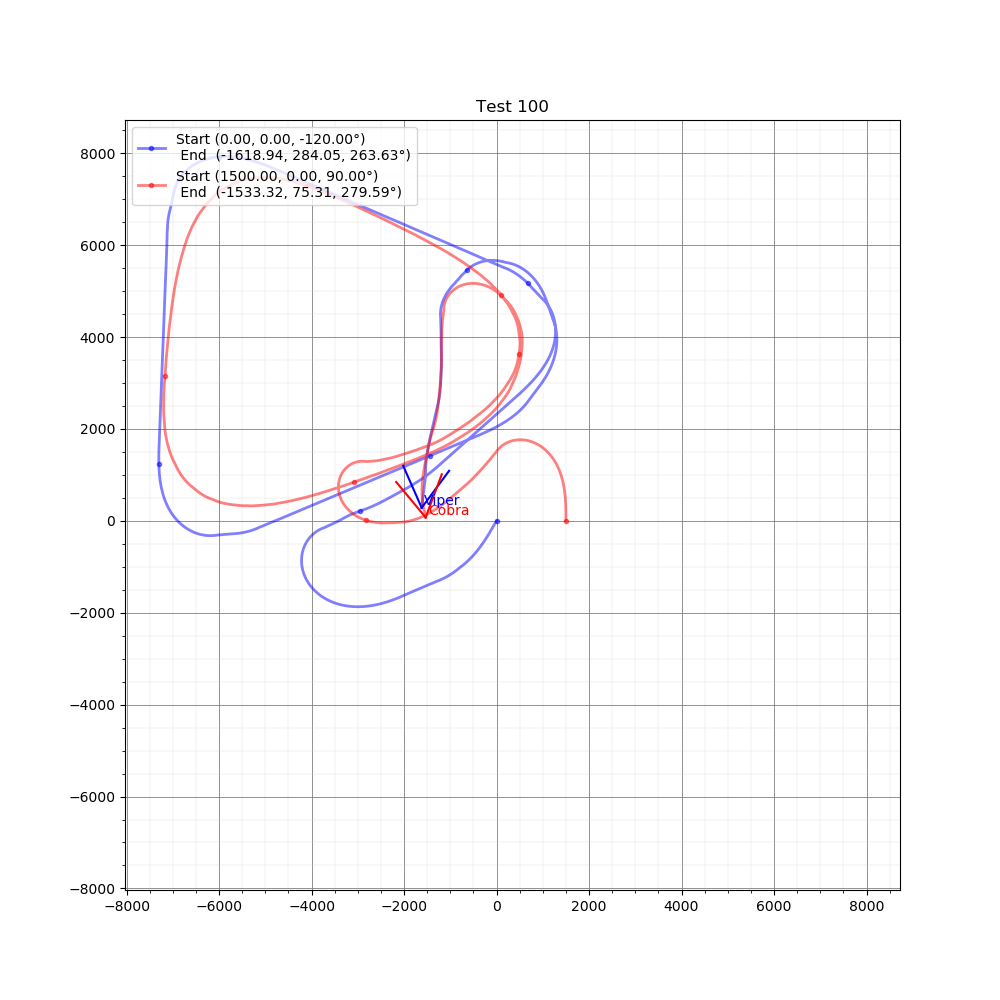 Test 100
Start (0.00, 0.00, -120.00°)
End (-1618.94, 284.05, 263.63°)
Start (1500.00, 0.00, 90.00°)
End (-1533.32, 75.31, 279.59°)
8000
6000
4000
2000
0
−2000
−4000
−6000
−8000
Viper
Cobra
−8000 −6000 −4000 −2000 0 2000 4000 6000 8000